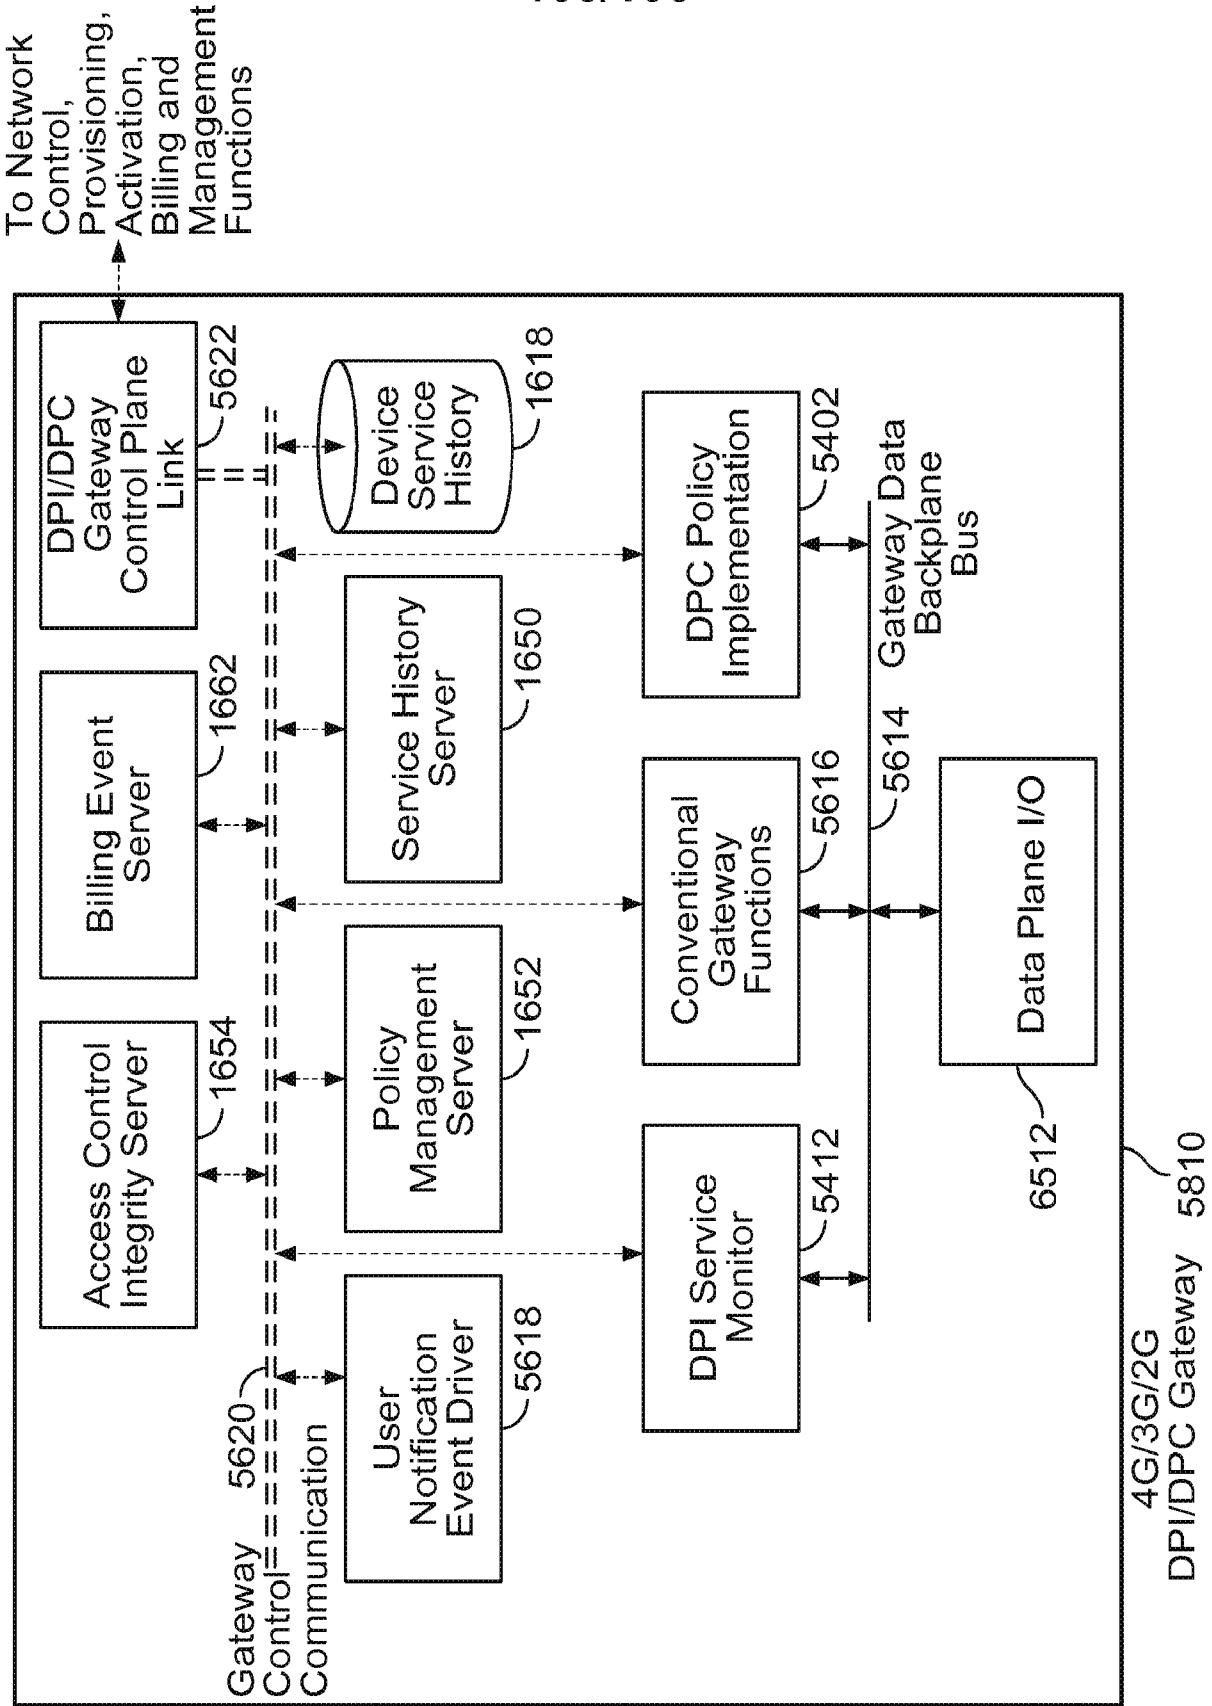 To Network
Control,
Provisioning,
Activation,
Billing and
Management
Functions
Access Control
Integrity Server
1654
Billing Event
Server
1662
DPI/DPC
Gateway
Control Plane
Link
5622
Gateway
Control
Communication
5620
User
Notification
Event Driver
5618
Policy
Management
Server
1652
Service History
Server
1650
Device
Service
History
1618
DPI Service
Monitor
5412
Conventional
Gateway
Functions
5616
DPC Policy
Implementation
5402
5614
Gateway Data
Backplane
Bus
Data Plane I/O
6512
4G/3G/2G
DPI/DPC Gateway
5810